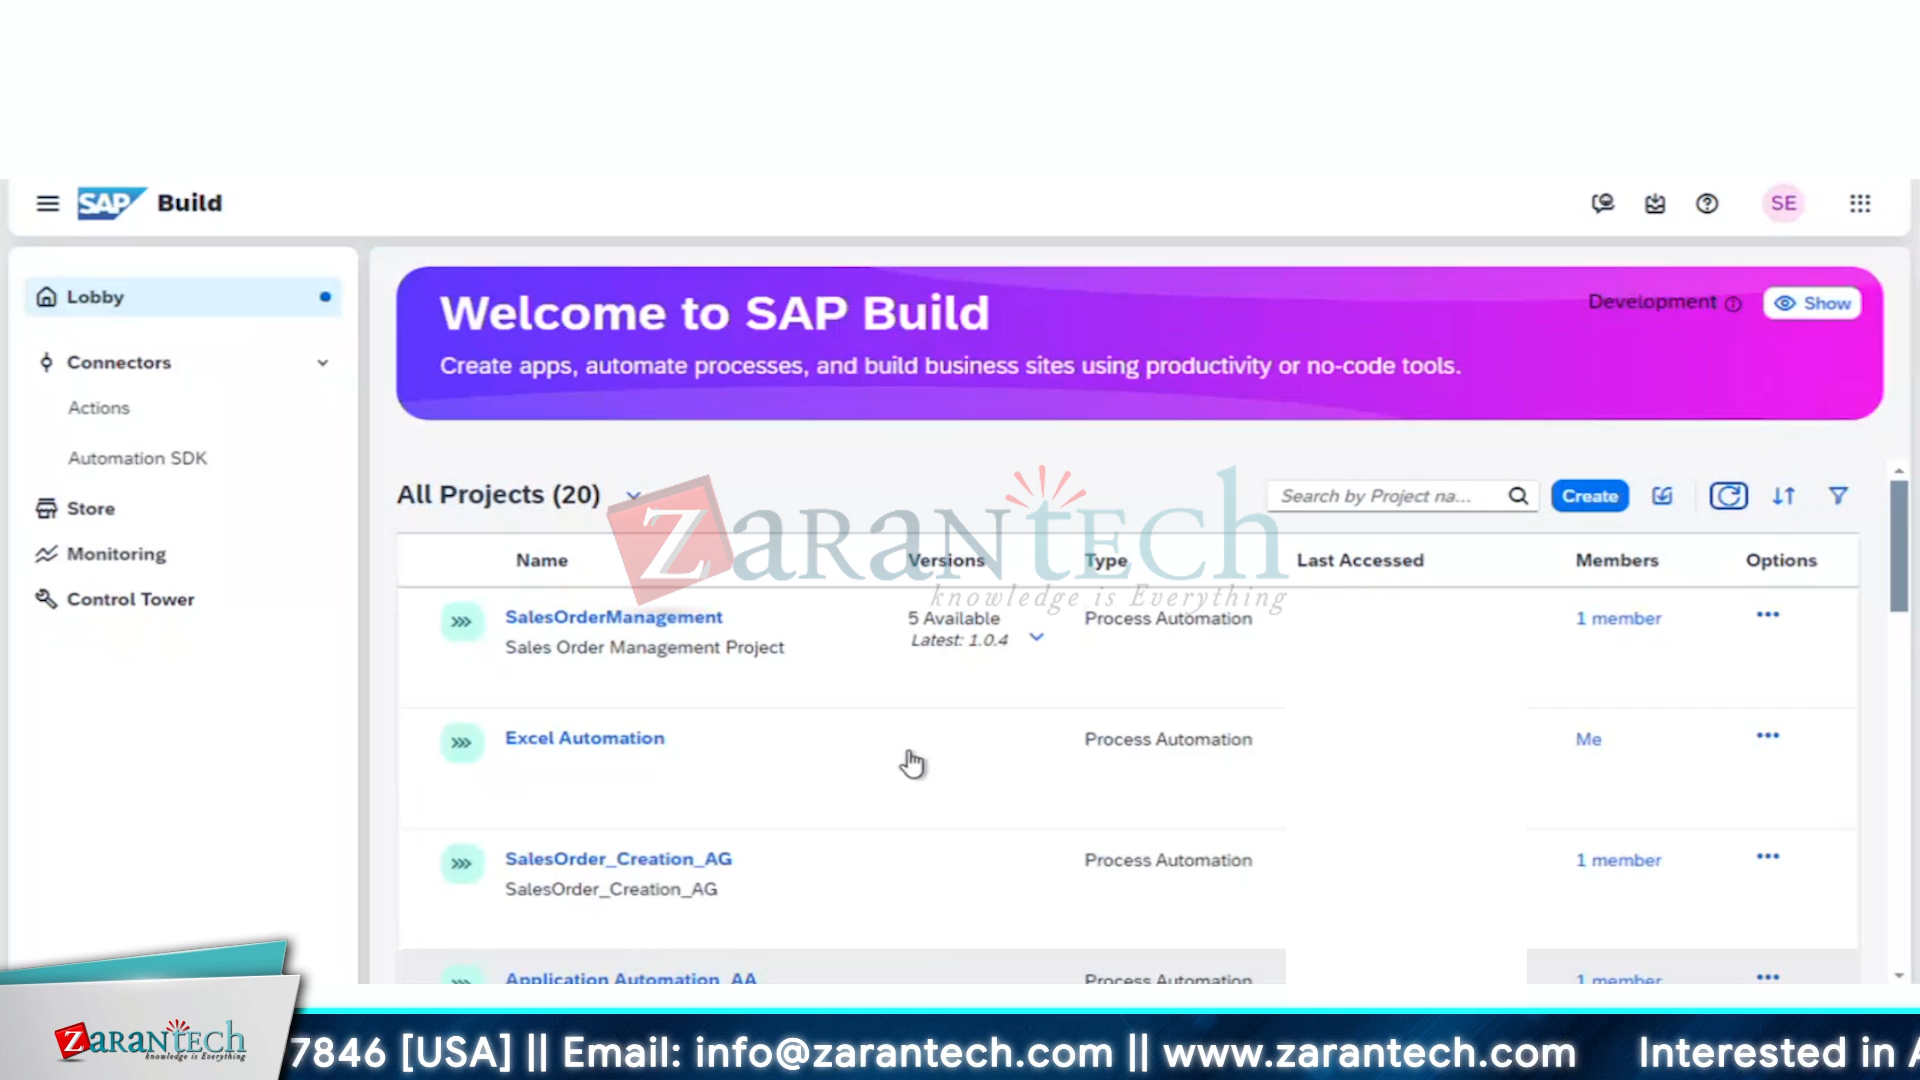 SAP Build
SE
Lobby
Connectors
Actions
Automation SDK
Store
Monitoring
Control Tower
Welcome to SAP Build
Development
Show
Create apps, automate processes, and build business sites using productivity or no-code tools.
All Projects (20)
Search by Project na...
Create
ZaranTech
knowledge is Everything
Name Versions Type Last Accessed Members Options
SalesOrderManagement 5 Available Process Automation 1 member
Sales Order Management Project Latest: 1.0.4
Excel Automation Process Automation Me
SalesOrder_Creation_AG Process Automation 1 member
SalesOrder_Creation_AG
Application Automation_AA Process Automation 1 member
ZaranTech
knowledge is Everything
7846 [USA] || Email: info@zarantech.com || www.zarantech.com Interested in A